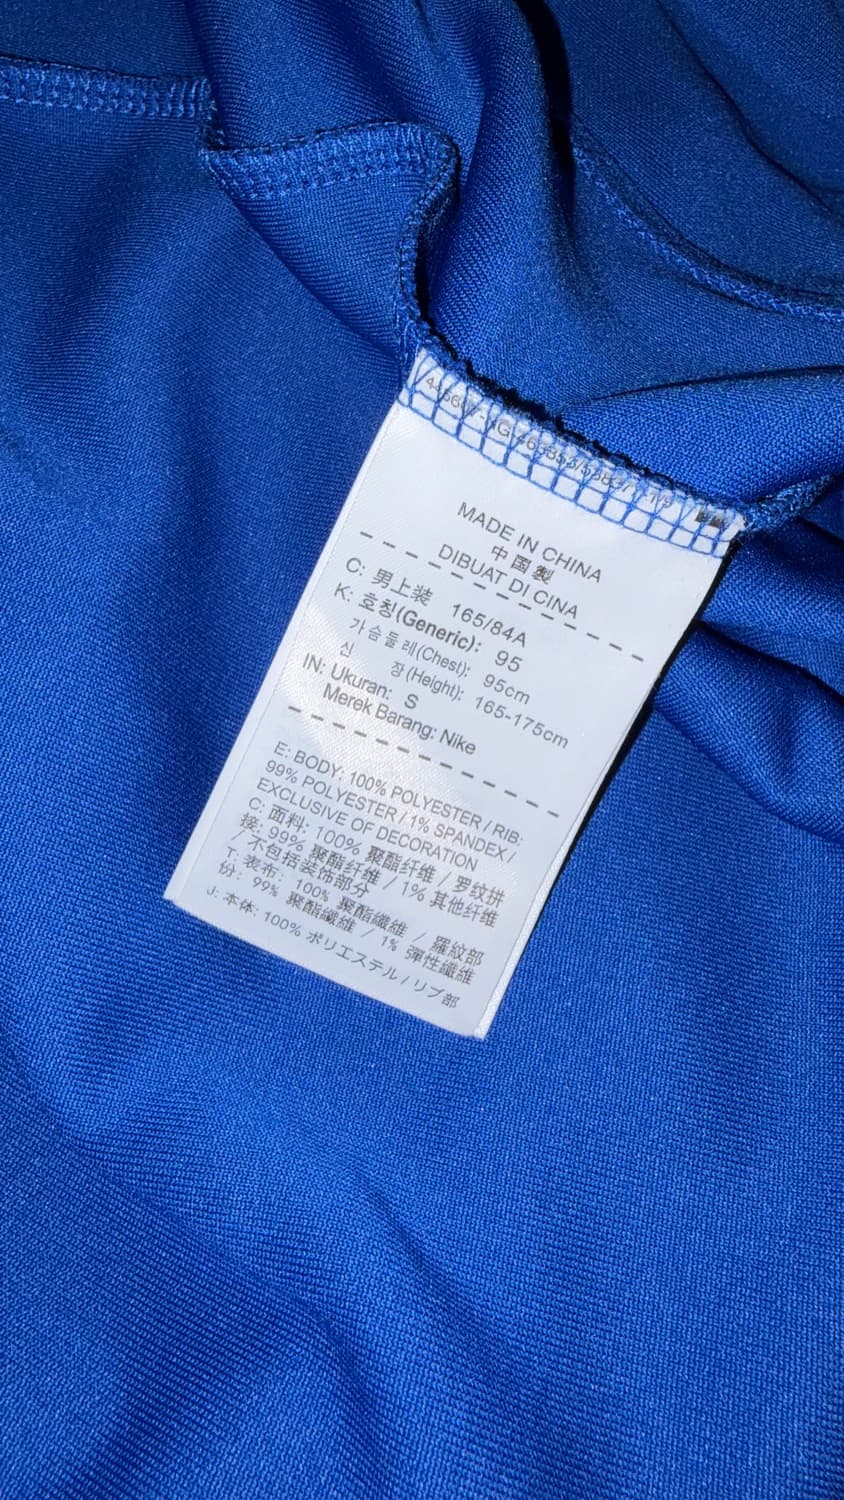 MADE IN CHINA
中国製
DIBUAT DI CINA
C: 男上装 165/84A
K: 호칭(Generic): 95
가슴둘레(Chest): 95cm
신 장(Height): 165-175cm
IN: Ukuran: S
Merek Barang: Nike
E: BODY: 100% POLYESTER / RIB:
99% POLYESTER / 1% SPANDEX /
EXCLUSIVE OF DECORATION
C: 面料: 100% 聚酯纤维 / 罗纹拼
接: 99% 聚酯纤维 / 1% 其他纤维
/ 不包括装饰部分
T: 表布: 100% 聚酯纖維 / 羅紋部
份: 99% 聚酯纖維 / 1% 彈性纖維
J: 本体: 100% ポリエステル / リブ部